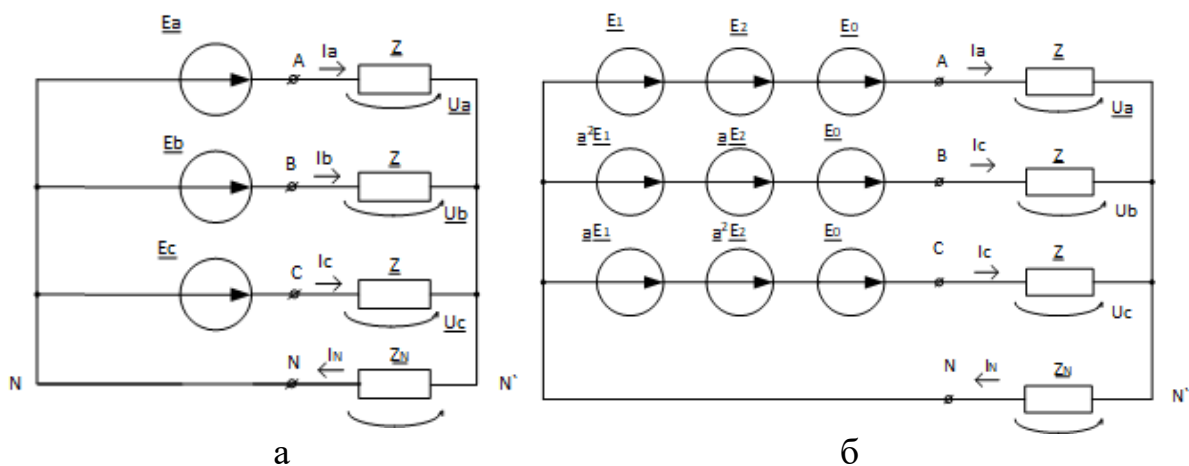 Ea
A Ia Z
Ua
Eb
B Ib Z
Ub
Ec
C Ic Z
Uc
N N IN ZN N`
а
E1 E2 E0
A Ia Z
Ua
a²E1 aE2 E0
B Ic Z
Ub
aE1 a²E2 E0
C Ic Z
Uc
N IN ZN N`
б